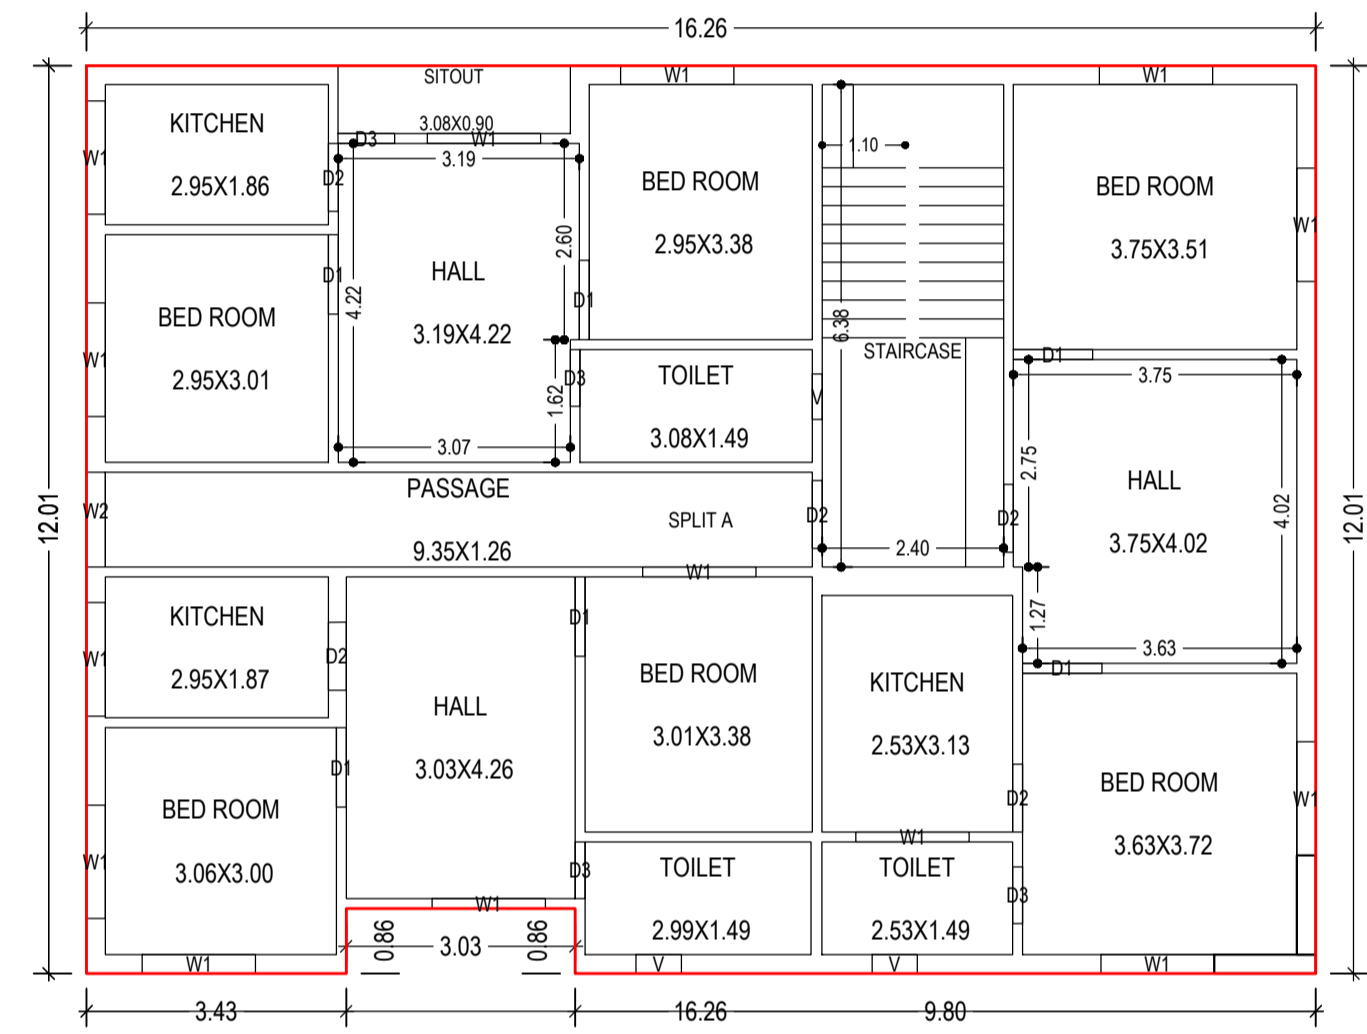 16.26
SITOUT
W1
W1
KITCHEN
3.08X0.90
D3
W1
1.10
W1
3.19
2.95X1.86
D2
BED ROOM
BED ROOM
W1
2.60
2.95X3.38
3.75X3.51
HALL
D1
D1
4.22
BED ROOM
3.19X4.22
6.38
STAIRCASE
D1
W1
2.95X3.01
TOILET
D3
3.75
1.62
V
3.07
3.08X1.49
2.75
HALL
PASSAGE
W2
SPLIT A
D2
D2
4.02
12.01
12.01
9.35X1.26
2.40
3.75X4.02
W1
KITCHEN
D1
1.27
W1
2.95X1.87
D2
3.63
D1
BED ROOM
KITCHEN
HALL
3.01X3.38
2.53X3.13
D1
3.03X4.26
BED ROOM
D2
W1
BED ROOM
W1
W1
3.63X3.72
3.06X3.00
D3
TOILET
TOILET
D3
W1
2.99X1.49
2.53X1.49
0.86
3.03
0.86
W1
V
V
W1
3.43
16.26
9.80